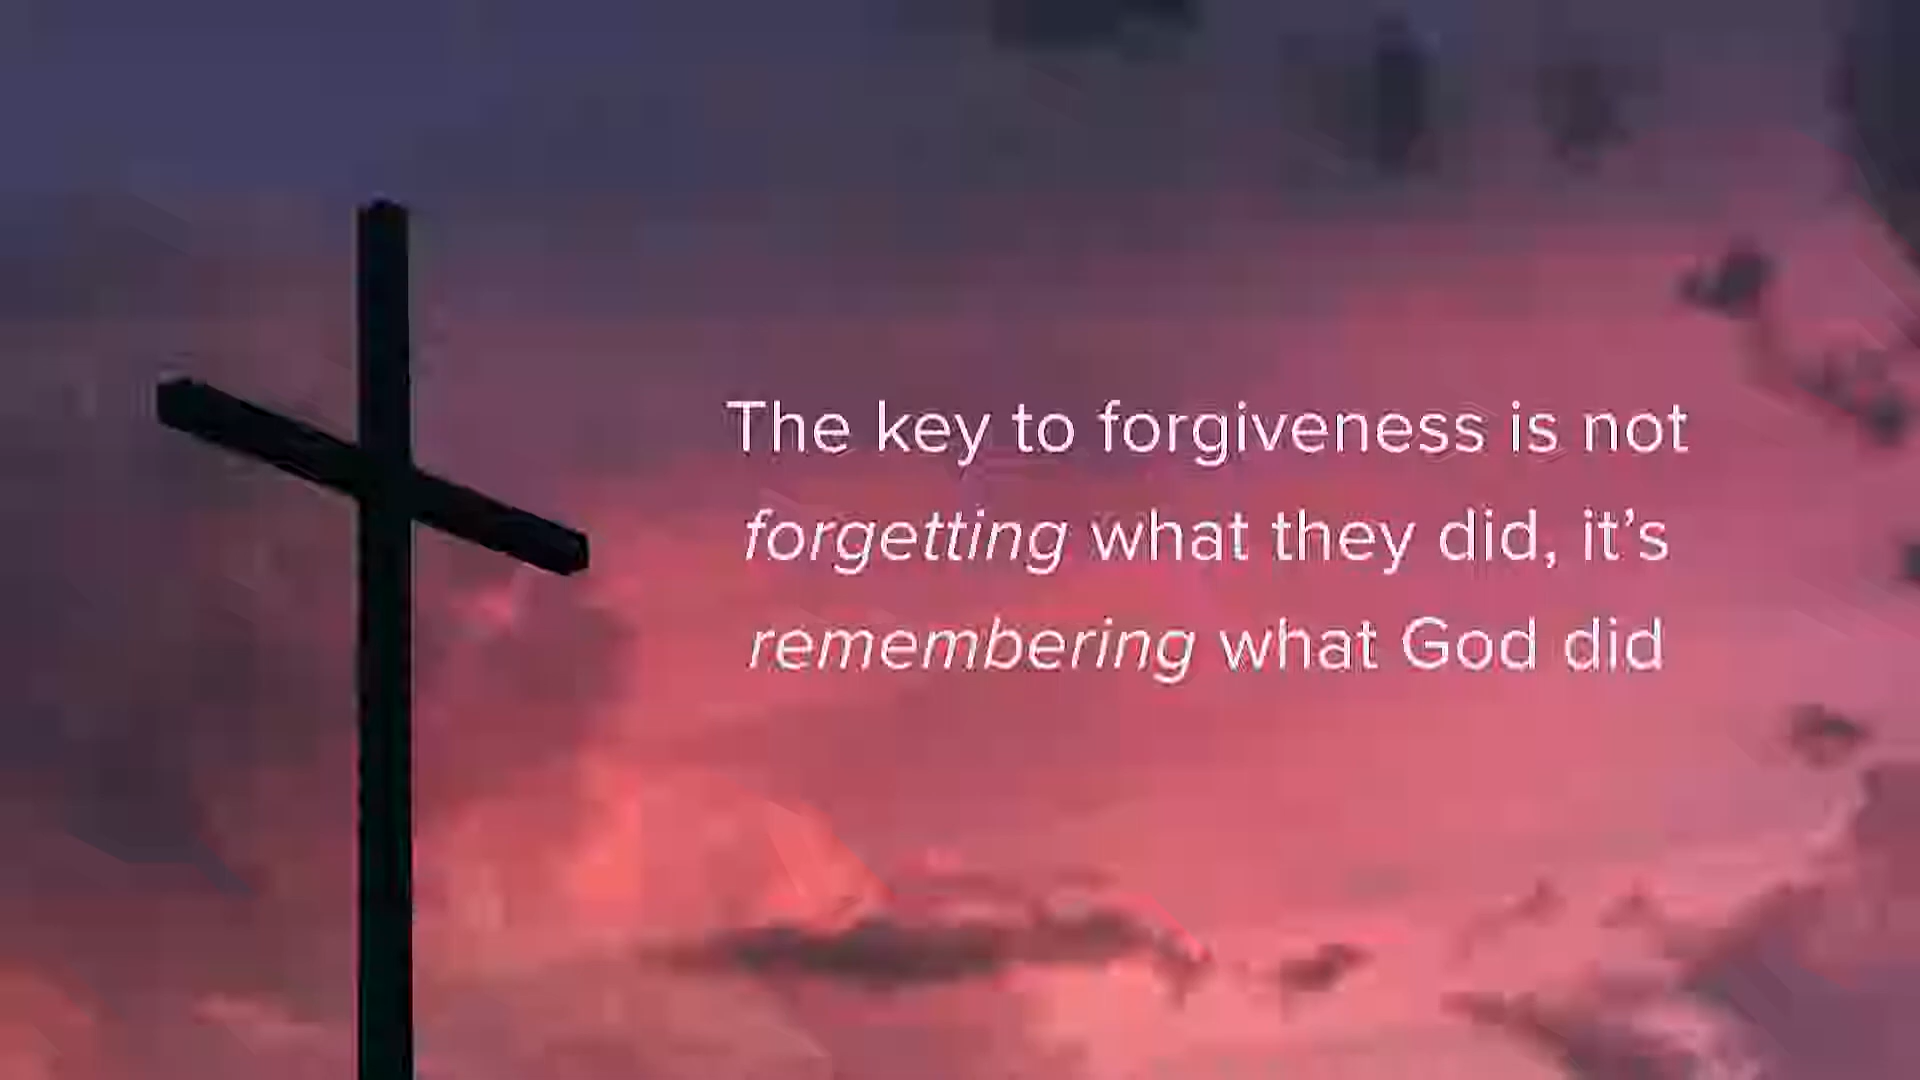 The key to forgiveness is not
forgetting what they did, it’s
remembering what God did